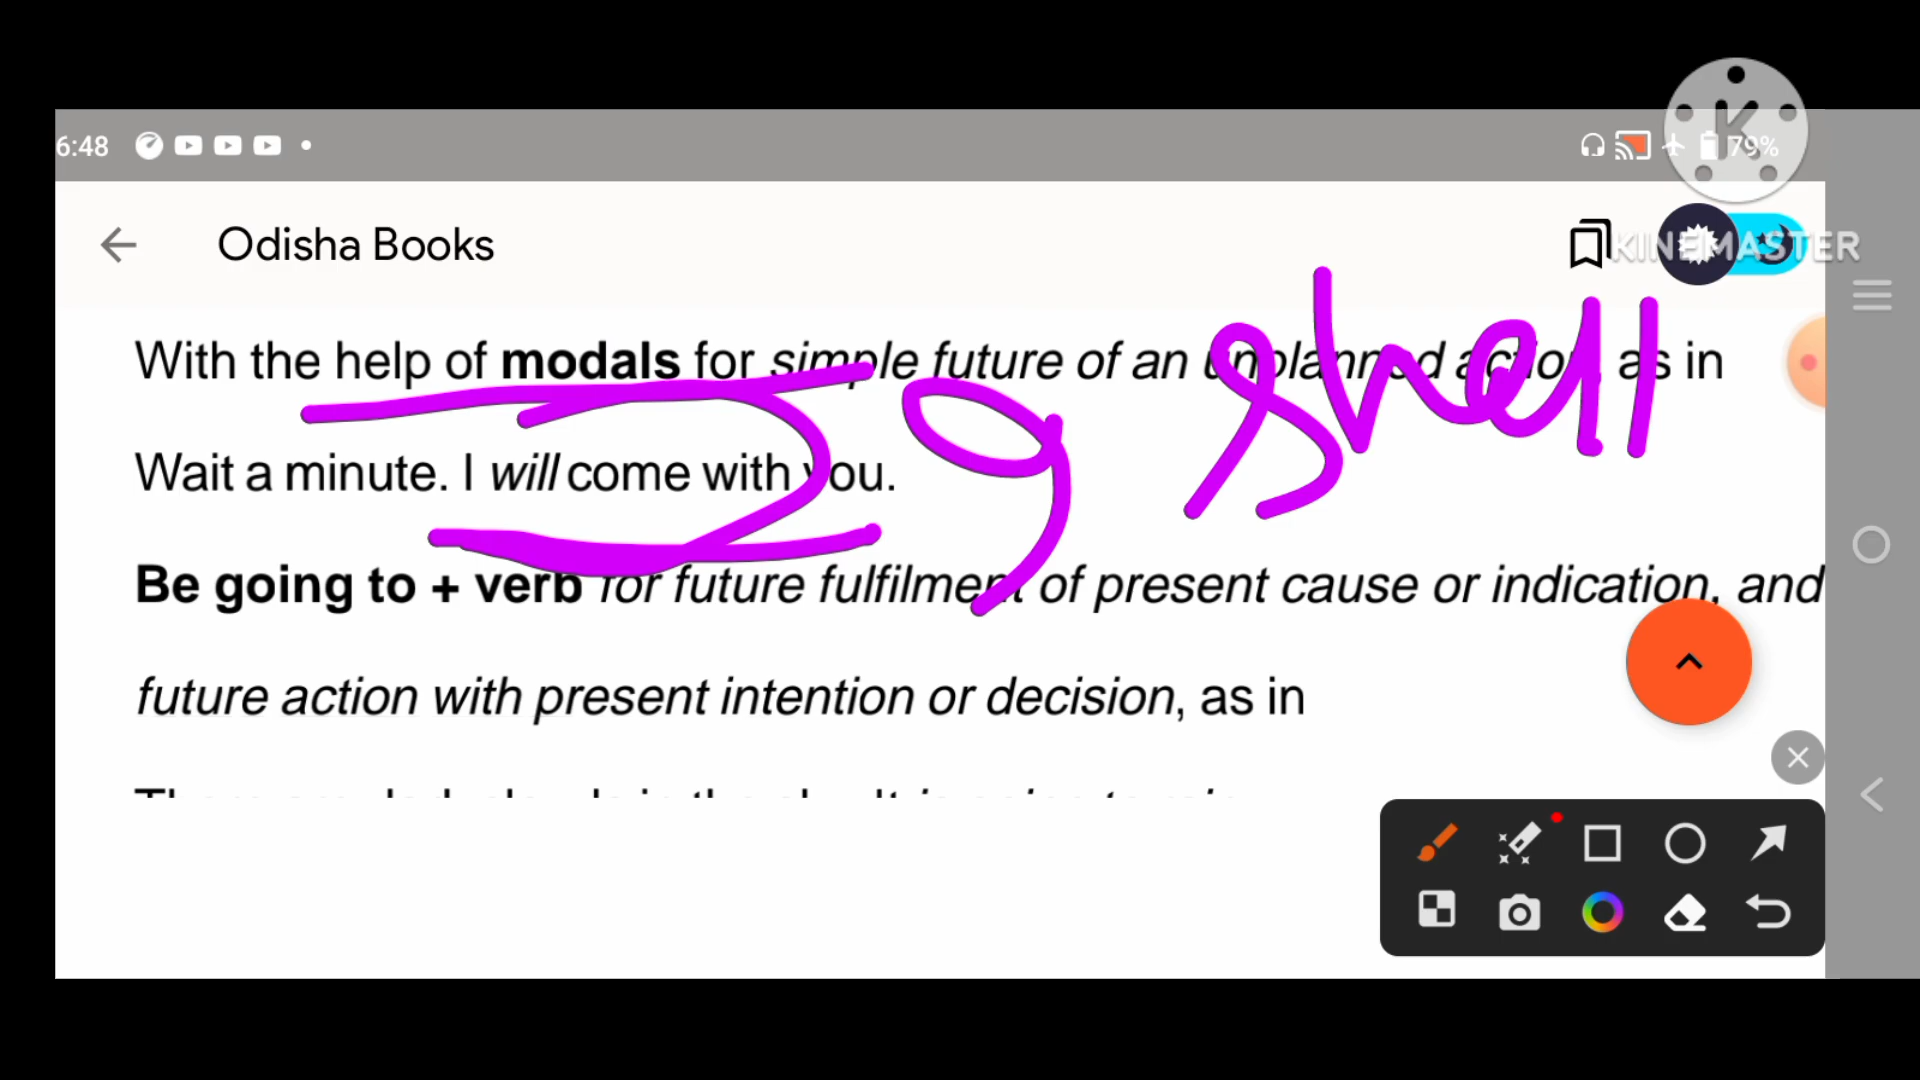 6:48 79%
Odisha Books
KINEMASTER
With the help of modals for simple future of an unplanned action, as in
shall
Wait a minute. I will come with you.
Be going to + verb for future fulfilment of present cause or indication, and
future action with present intention or decision, as in